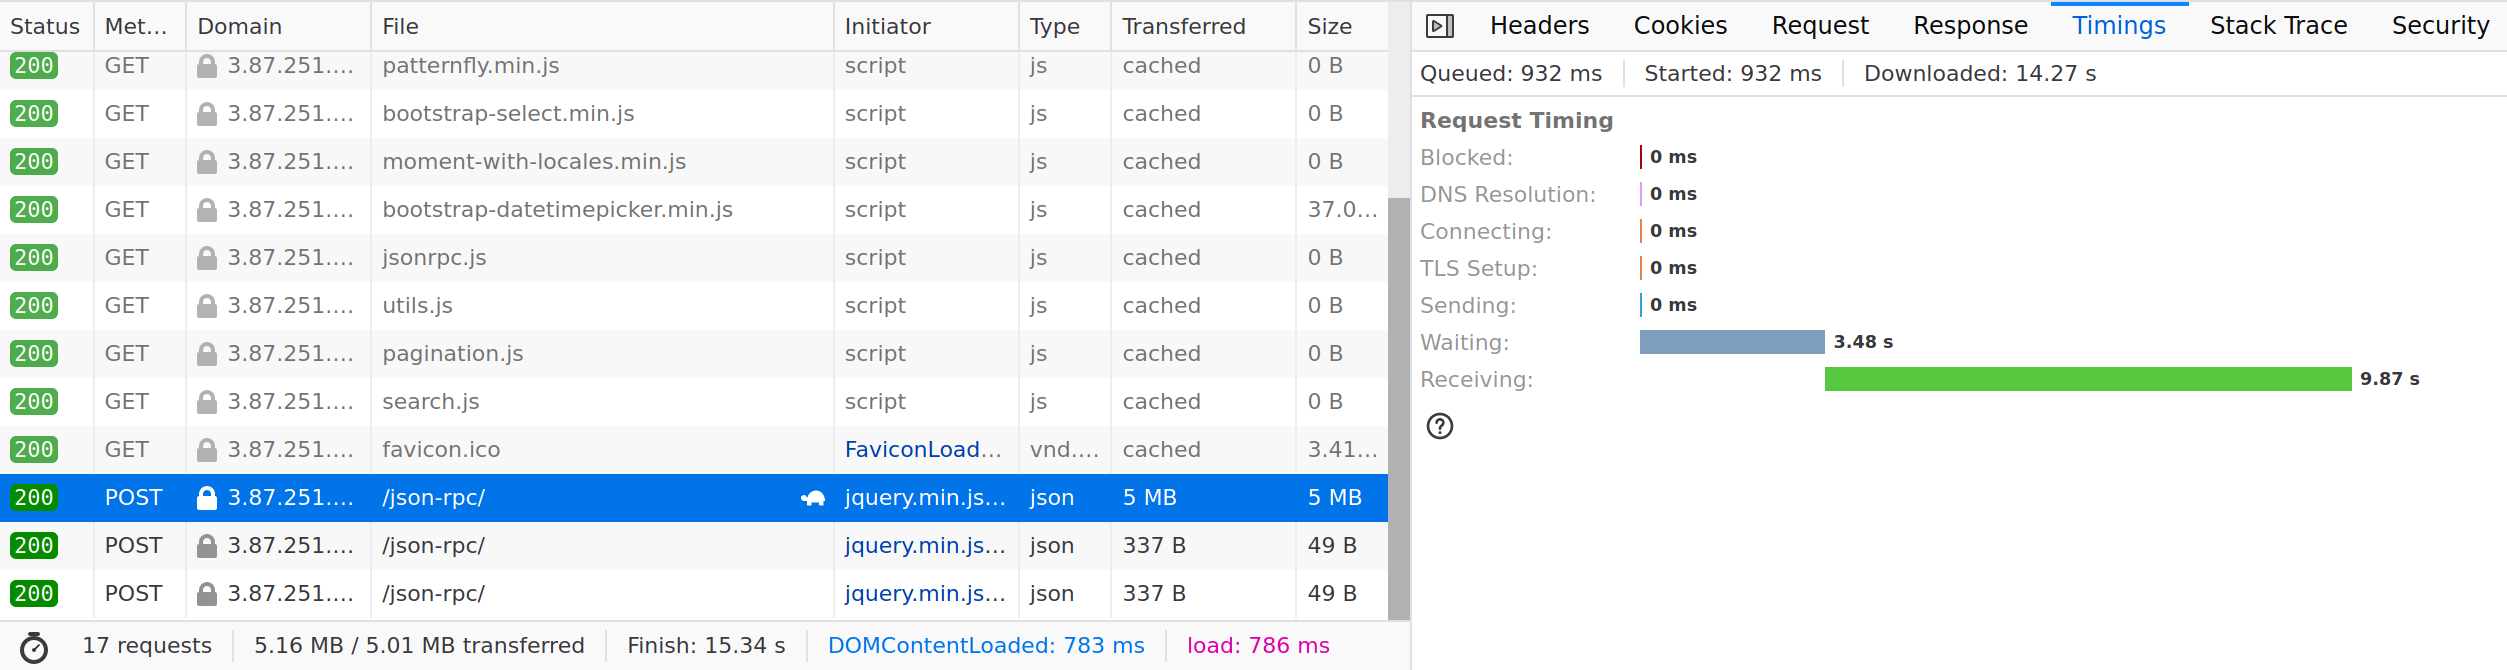 Status Met… Domain File Initiator Type Transferred Size
200 GET 3.87.251.… patternfly.min.js script js cached 0 B
200 GET 3.87.251.… bootstrap-select.min.js script js cached 0 B
200 GET 3.87.251.… moment-with-locales.min.js script js cached 0 B
200 GET 3.87.251.… bootstrap-datetimepicker.min.js script js cached 37.0…
200 GET 3.87.251.… jsonrpc.js script js cached 0 B
200 GET 3.87.251.… utils.js script js cached 0 B
200 GET 3.87.251.… pagination.js script js cached 0 B
200 GET 3.87.251.… search.js script js cached 0 B
200 GET 3.87.251.… favicon.ico FaviconLoad… vnd.… cached 3.41…
200 POST 3.87.251.… /json-rpc/ jquery.min.js… json 5 MB 5 MB
200 POST 3.87.251.… /json-rpc/ jquery.min.js… json 337 B 49 B
200 POST 3.87.251.… /json-rpc/ jquery.min.js… json 337 B 49 B
17 requests 5.16 MB / 5.01 MB transferred Finish: 15.34 s DOMContentLoaded: 783 ms load: 786 ms
Headers Cookies Request Response Timings Stack Trace Security
Queued: 932 ms Started: 932 ms Downloaded: 14.27 s
Request Timing
Blocked: 0 ms
DNS Resolution: 0 ms
Connecting: 0 ms
TLS Setup: 0 ms
Sending: 0 ms
Waiting: 3.48 s
Receiving: 9.87 s